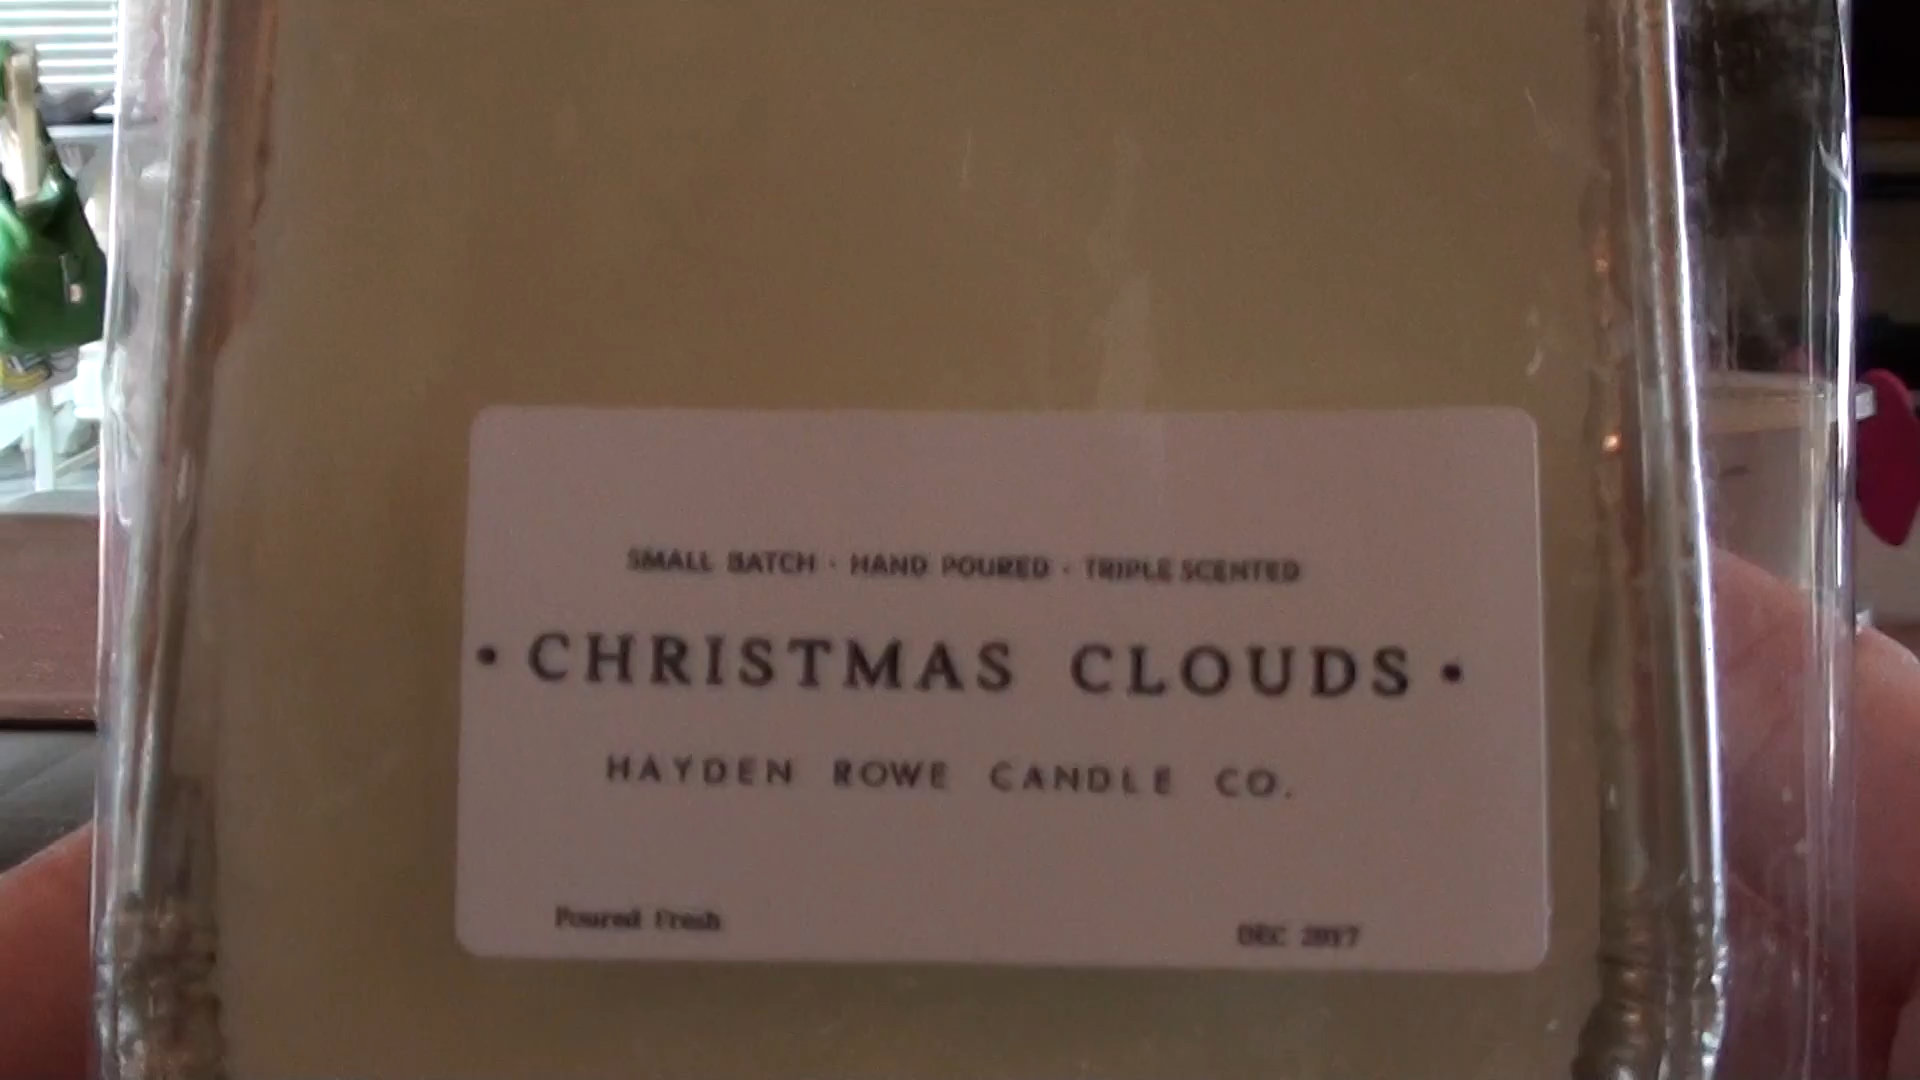 SMALL BATCH · HAND POURED · TRIPLE SCENTED
• CHRISTMAS CLOUDS •
HAYDEN ROWE CANDLE CO.
Poured Fresh
DEC 2017